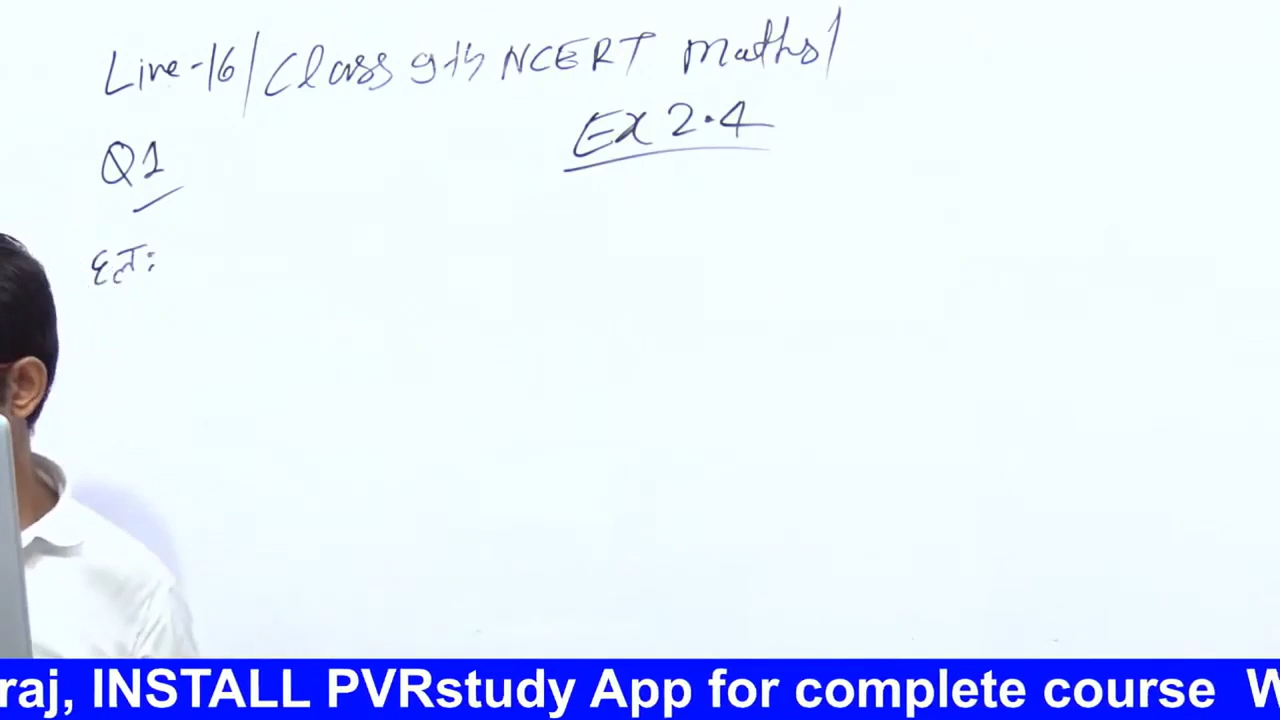 Live-16/Class 9th NCERT Maths/
Ex 2.4
Q1
हल:
raj, INSTALL PVRstudy App for complete course W